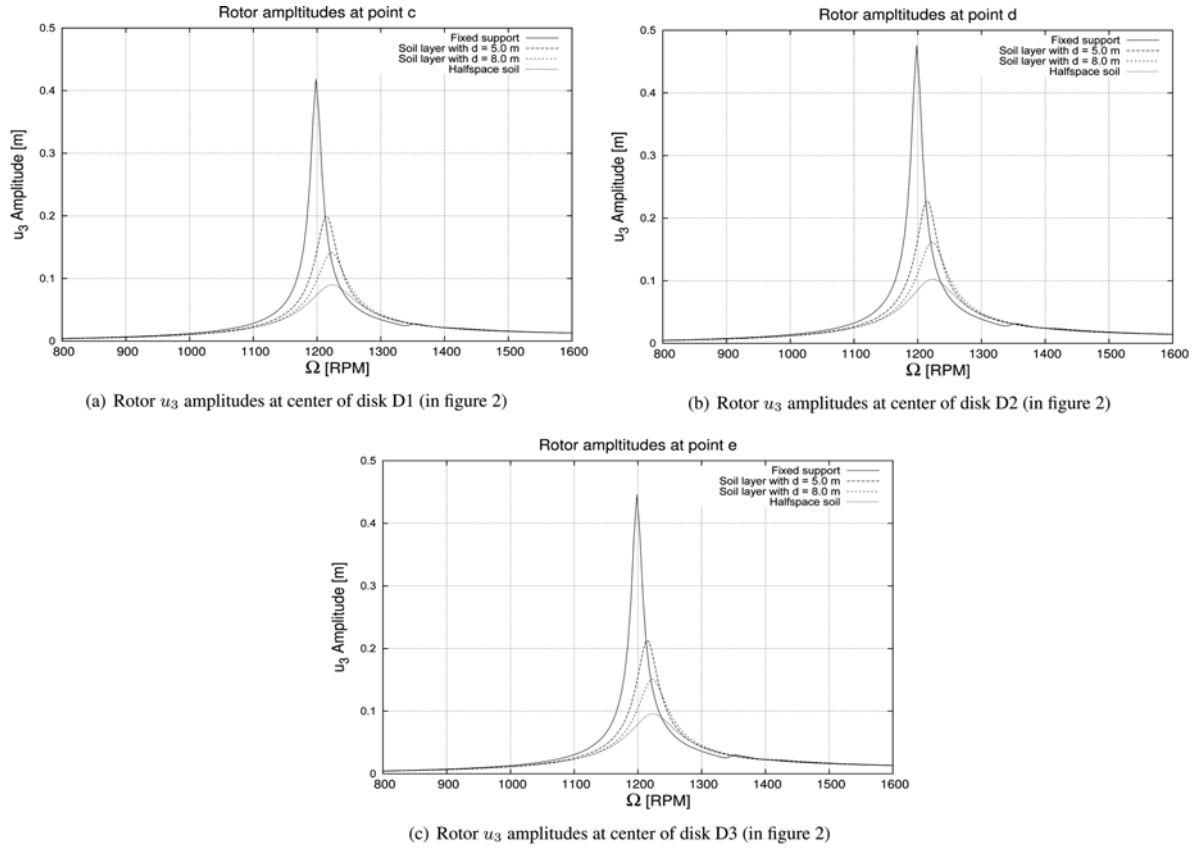 Rotor ampltitudes at point c
0.5
0.4
0.3
0.2
0.1
0
u3 Amplitude [m]
Fixed support
Soil layer with d = 5.0 m
Soil layer with d = 8.0 m
Halfspace soil
800 900 1000 1100 1200 1300 1400 1500 1600
Ω [RPM]
(a) Rotor u3 amplitudes at center of disk D1 (in figure 2)
Rotor ampltitudes at point d
0.5
0.4
0.3
0.2
0.1
0
u3 Amplitude [m]
Fixed support
Soil layer with d = 5.0 m
Soil layer with d = 8.0 m
Halfspace soil
800 900 1000 1100 1200 1300 1400 1500 1600
Ω [RPM]
(b) Rotor u3 amplitudes at center of disk D2 (in figure 2)
Rotor ampltitudes at point e
0.5
0.4
0.3
0.2
0.1
0
u3 Amplitude [m]
Fixed support
Soil layer with d = 5.0 m
Soil layer with d = 8.0 m
Halfspace soil
800 900 1000 1100 1200 1300 1400 1500 1600
Ω [RPM]
(c) Rotor u3 amplitudes at center of disk D3 (in figure 2)